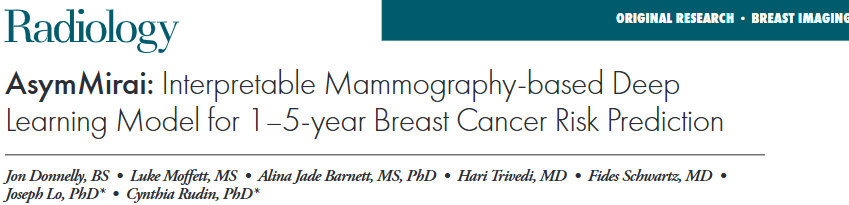 Radiology
ORIGINAL RESEARCH • BREAST IMAGING
AsymMirai: Interpretable Mammography-based Deep
Learning Model for 1–5-year Breast Cancer Risk Prediction
Jon Donnelly, BS • Luke Moffett, MS • Alina Jade Barnett, MS, PhD • Hari Trivedi, MD • Fides Schwartz, MD •
Joseph Lo, PhD* • Cynthia Rudin, PhD*